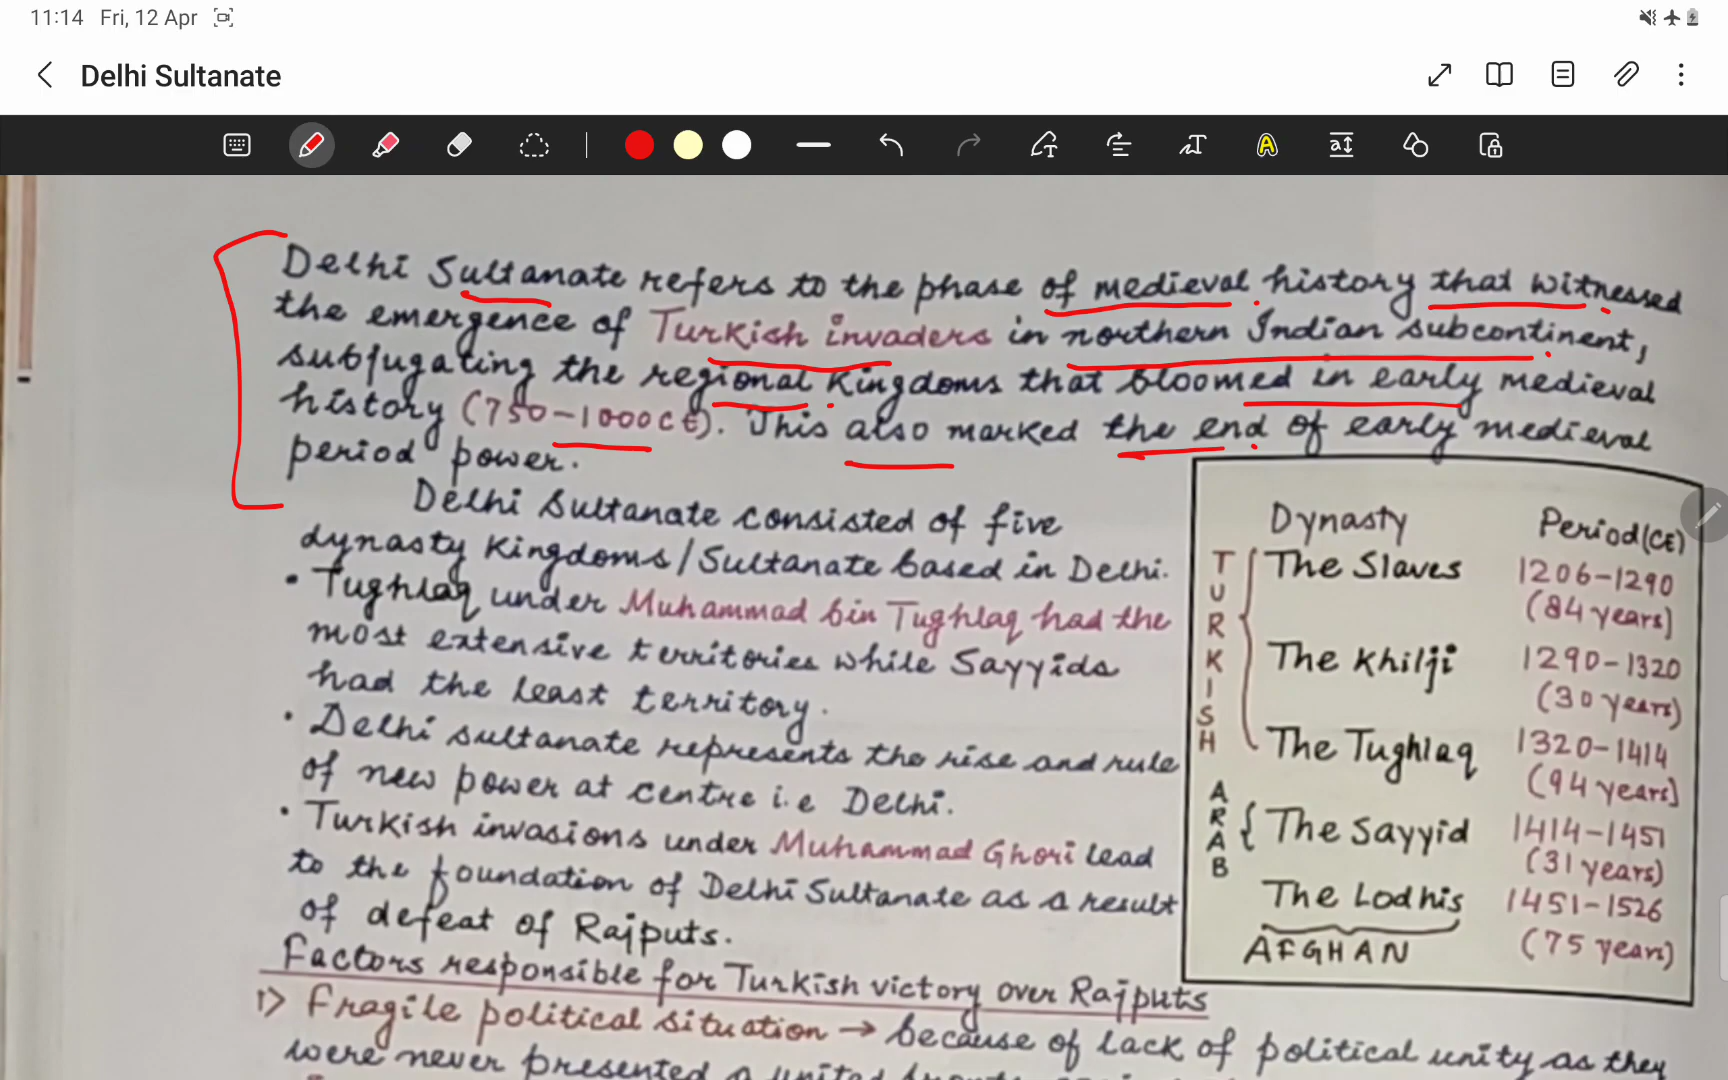 11:14 Fri, 12 Apr
Delhi Sultanate
Delhi Sultanate refers to the phase of medieval history that witnessed
the emergence of Turkish invaders in northern Indian subcontinent,
subjugating the regional kingdoms that bloomed in early medieval
history (750-1000CE). This also marked the end of early medieval
period power.
Delhi Sultanate consisted of five
dynasty kingdoms/Sultanate based in Delhi.
• Tughlaq under Muhammad bin Tughlaq had the
most extensive territories while Sayyids
had the least territory.
• Delhi sultanate represents the rise and rule
of new power at centre i.e Delhi.
• Turkish invasions under Muhammad Ghori lead
to the foundation of Delhi Sultanate as a result
of defeat of Rajputs.
Dynasty Period(CE)
TURKISH
The Slaves 1206-1290
(84 years)
The Khilji 1290-1320
(30 years)
The Tughlaq 1320-1414
(94 years)
ARAB
The Sayyid 1414-1451
(31 years)
The Lodhis 1451-1526
AFGHAN (75 years)
Factors responsible for Turkish victory over Rajputs
1> Fragile political situation → because of lack of political unity as they
were never presented a united